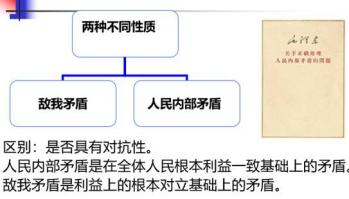 两种不同性质
敌我矛盾
人民内部矛盾
毛泽东
关于正确处理
人民内部矛盾的问题
区别：是否具有对抗性。
人民内部矛盾是在全体人民根本利益一致基础上的矛盾。
敌我矛盾是利益上的根本对立基础上的矛盾。